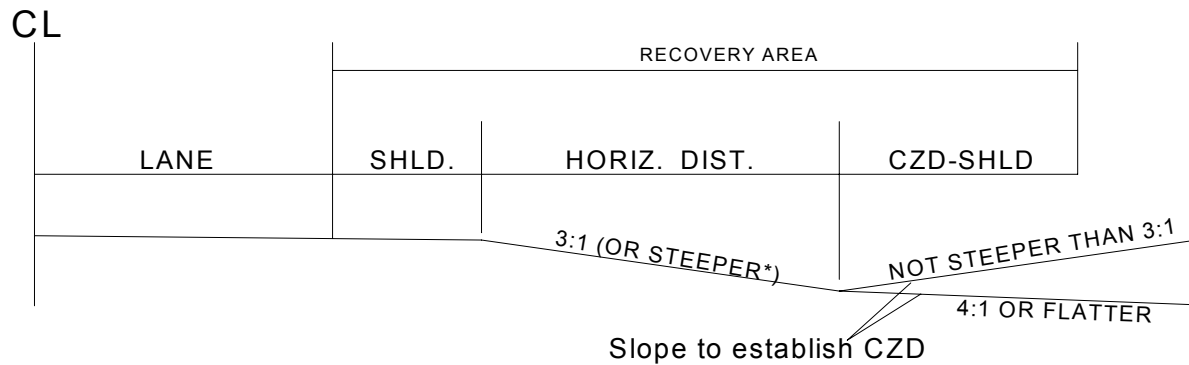 CL
RECOVERY AREA
LANE
SHLD.
HORIZ. DIST.
CZD-SHLD
3:1 (OR STEEPER*)
NOT STEEPER THAN 3:1
4:1 OR FLATTER
Slope to establish CZD